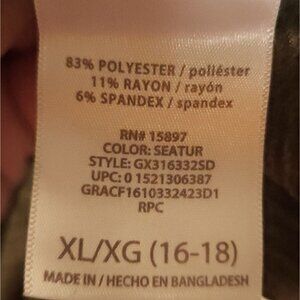 83% POLYESTER / poliéster
11% RAYON / rayón
6% SPANDEX / spandex
RN# 15897
COLOR: SEATUR
STYLE: GX316332SD
UPC: 0 1521306387
GRACF1610332423D1
RPC
XL/XG (16-18)
MADE IN / HECHO EN BANGLADESH